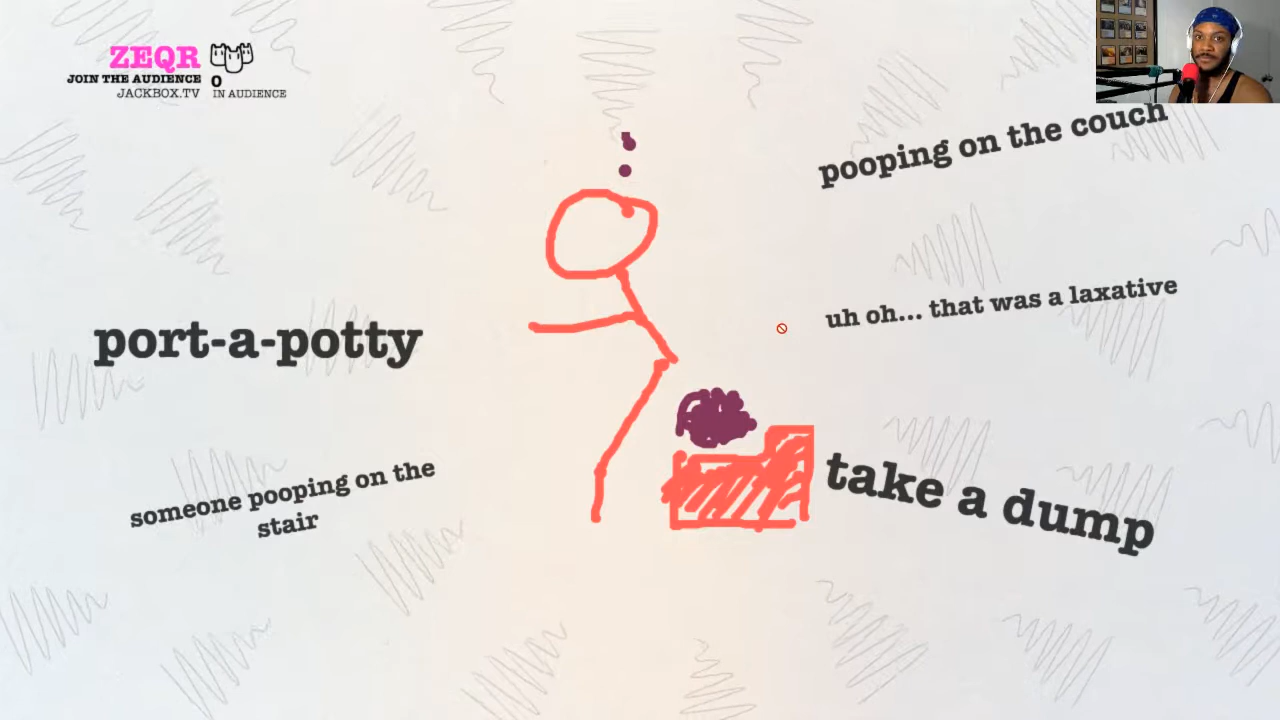 ZEQR
JOIN THE AUDIENCE
JACKBOX.TV
0
IN AUDIENCE
pooping on the couch
uh oh... that was a laxative
port-a-potty
someone pooping on the
stair
take a dump